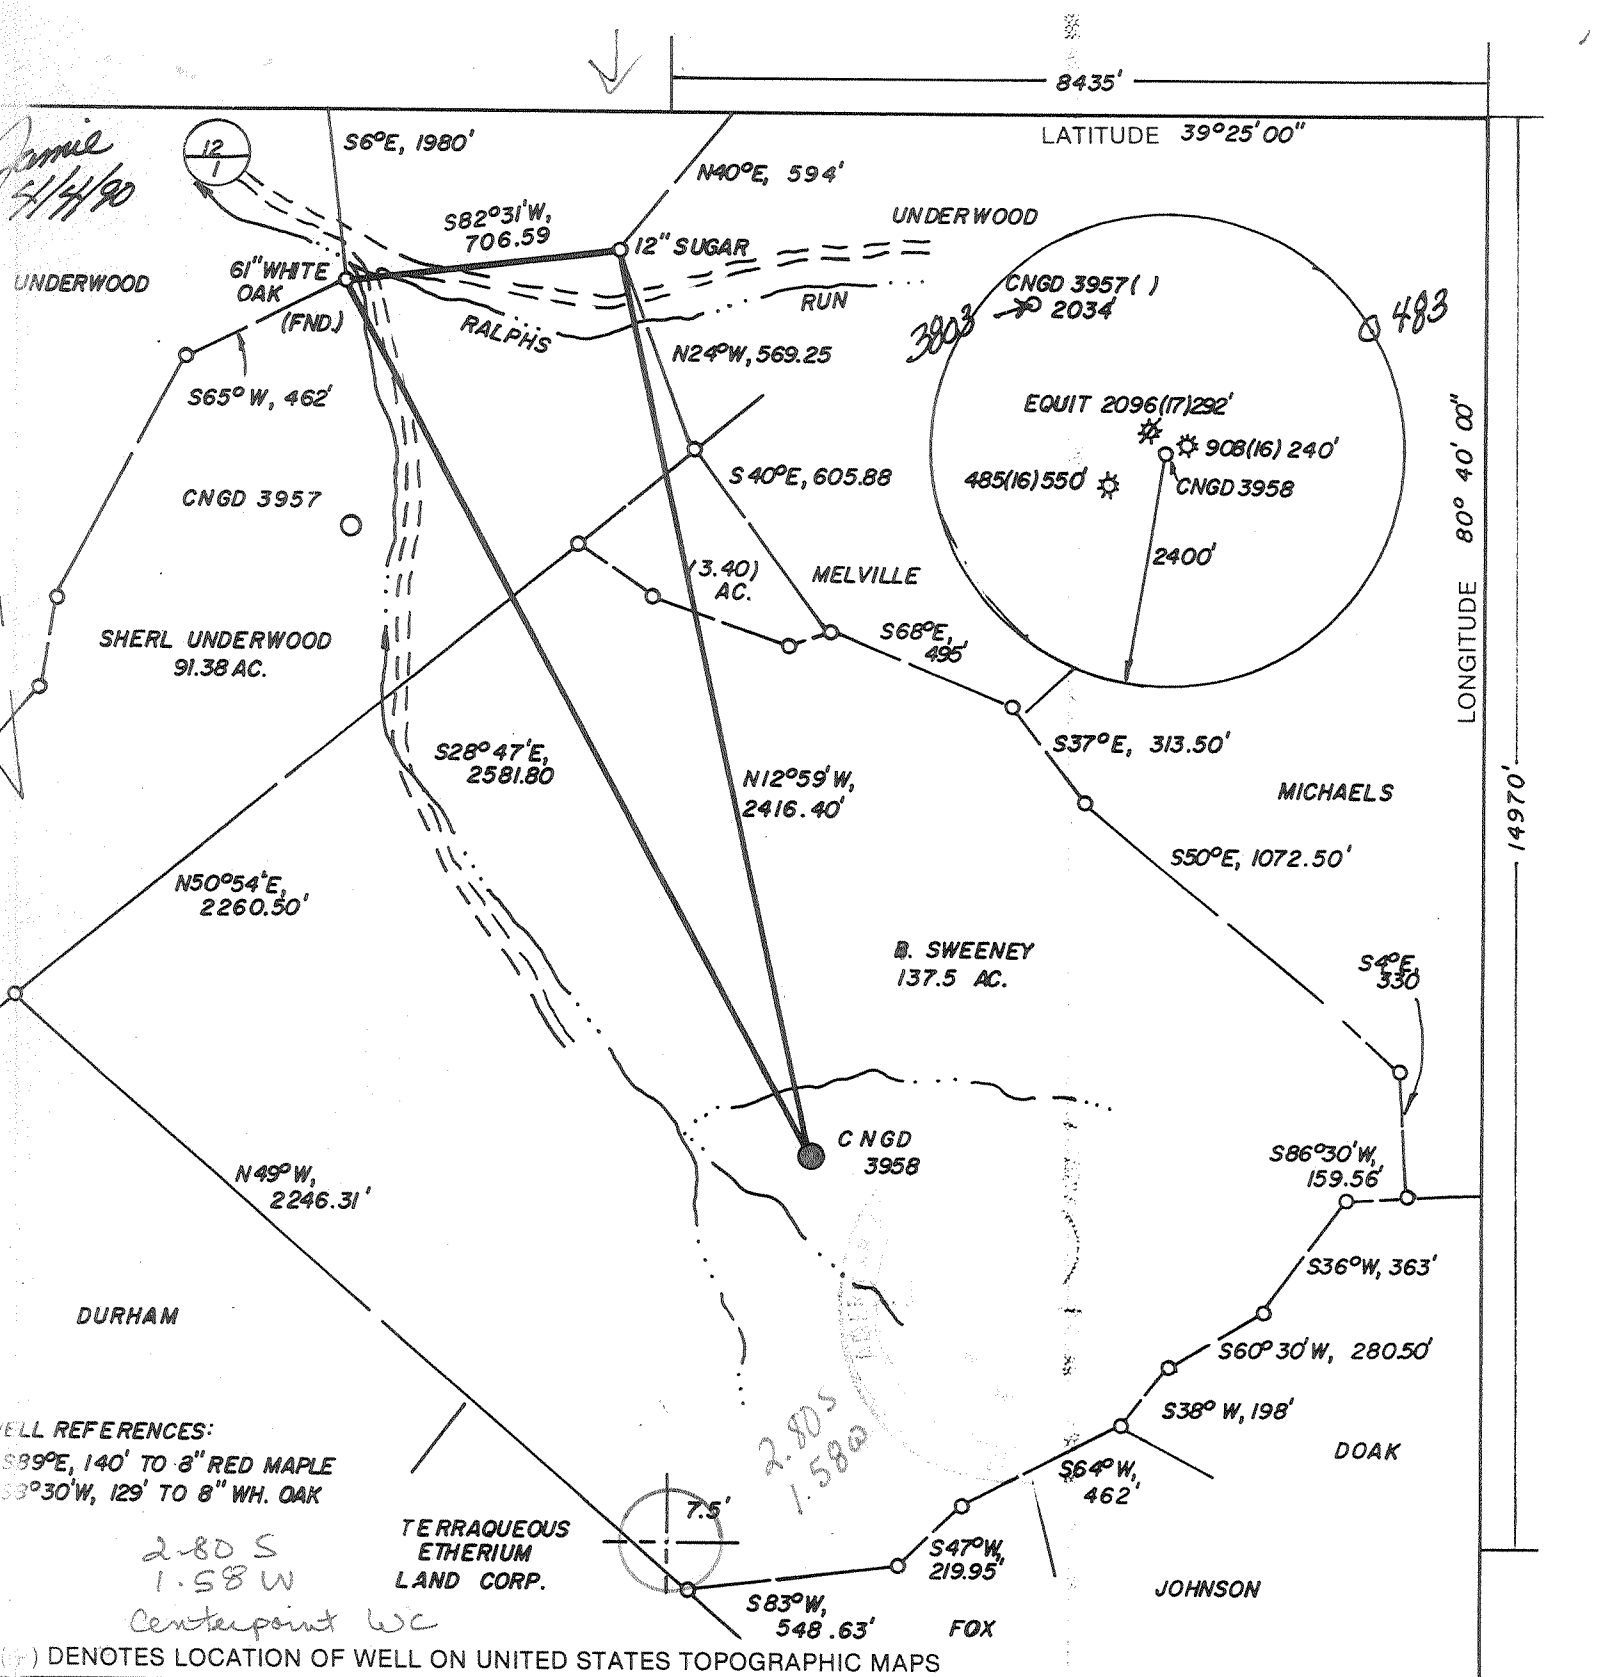 8435'
LATITUDE 39°25'00"
Jamie
4/4/90
12
1
S6°E, 1980'
N40°E, 594'
S82°31'W,
706.59
UNDERWOOD
12" SUGAR
UNDERWOOD
61" WHITE
OAK
(FND.)
RALPHS
RUN
CNGD 3957( )
2034'
3803
483
S65°W, 462'
N24°W, 569.25
EQUIT 2096(17)292'
908(16) 240'
485(16)550'
CNGD 3958
2400'
LONGITUDE 80° 40' 00"
CNGD 3957
S40°E, 605.88
(3.40)
AC.
MELVILLE
S68°E,
495'
SHERL UNDERWOOD
91.38 AC.
S28°47'E,
2581.80
N12°59'W,
2416.40'
S37°E, 313.50'
MICHAELS
14970'
S50°E, 1072.50'
N50°54'E,
2260.50'
B. SWEENEY
137.5 AC.
S4°E,
330
CNGD
3958
S86°30'W,
159.56'
N49°W,
2246.31'
S36°W, 363'
DURHAM
S60°30'W, 280.50'
S38°W, 198'
DOAK
S64°W,
462'
2.80 S
1.58 W
ELL REFERENCES:
S89°E, 140' TO 8" RED MAPLE
°30'W, 129' TO 8" WH. OAK
7.5'
TERRAQUEOUS
ETHERIUM
LAND CORP.
S47°W,
219.95'
2.80 S
1.58 W
Centerpoint WC
S83°W,
548.63'
FOX
JOHNSON
) DENOTES LOCATION OF WELL ON UNITED STATES TOPOGRAPHIC MAPS